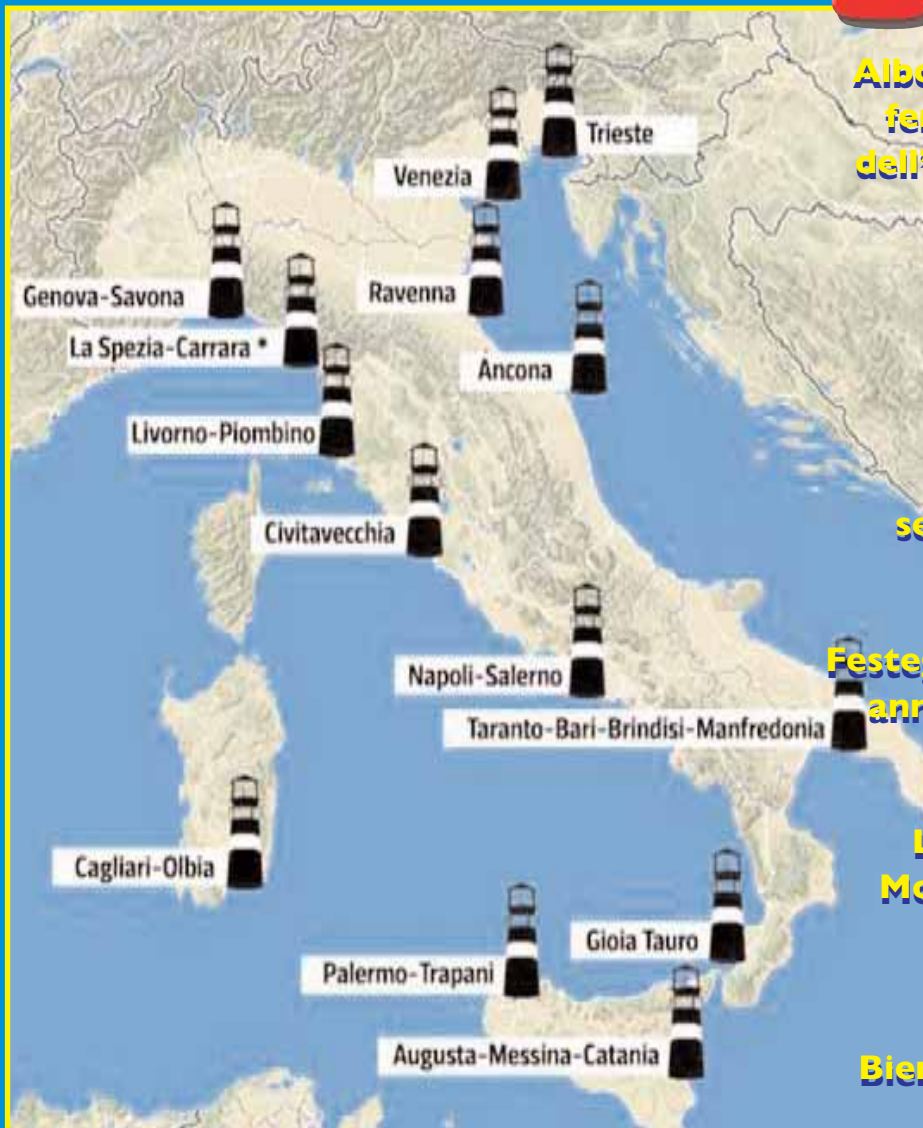 Trieste
Venezia
Genova-Savona
Ravenna
La Spezia-Carrara *
Ancona
Livorno-Piombino
Civitavecchia
Napoli-Salerno
Taranto-Bari-Brindisi-Manfredonia
Cagliari-Olbia
Gioia Tauro
Palermo-Trapani
Augusta-Messina-Catania